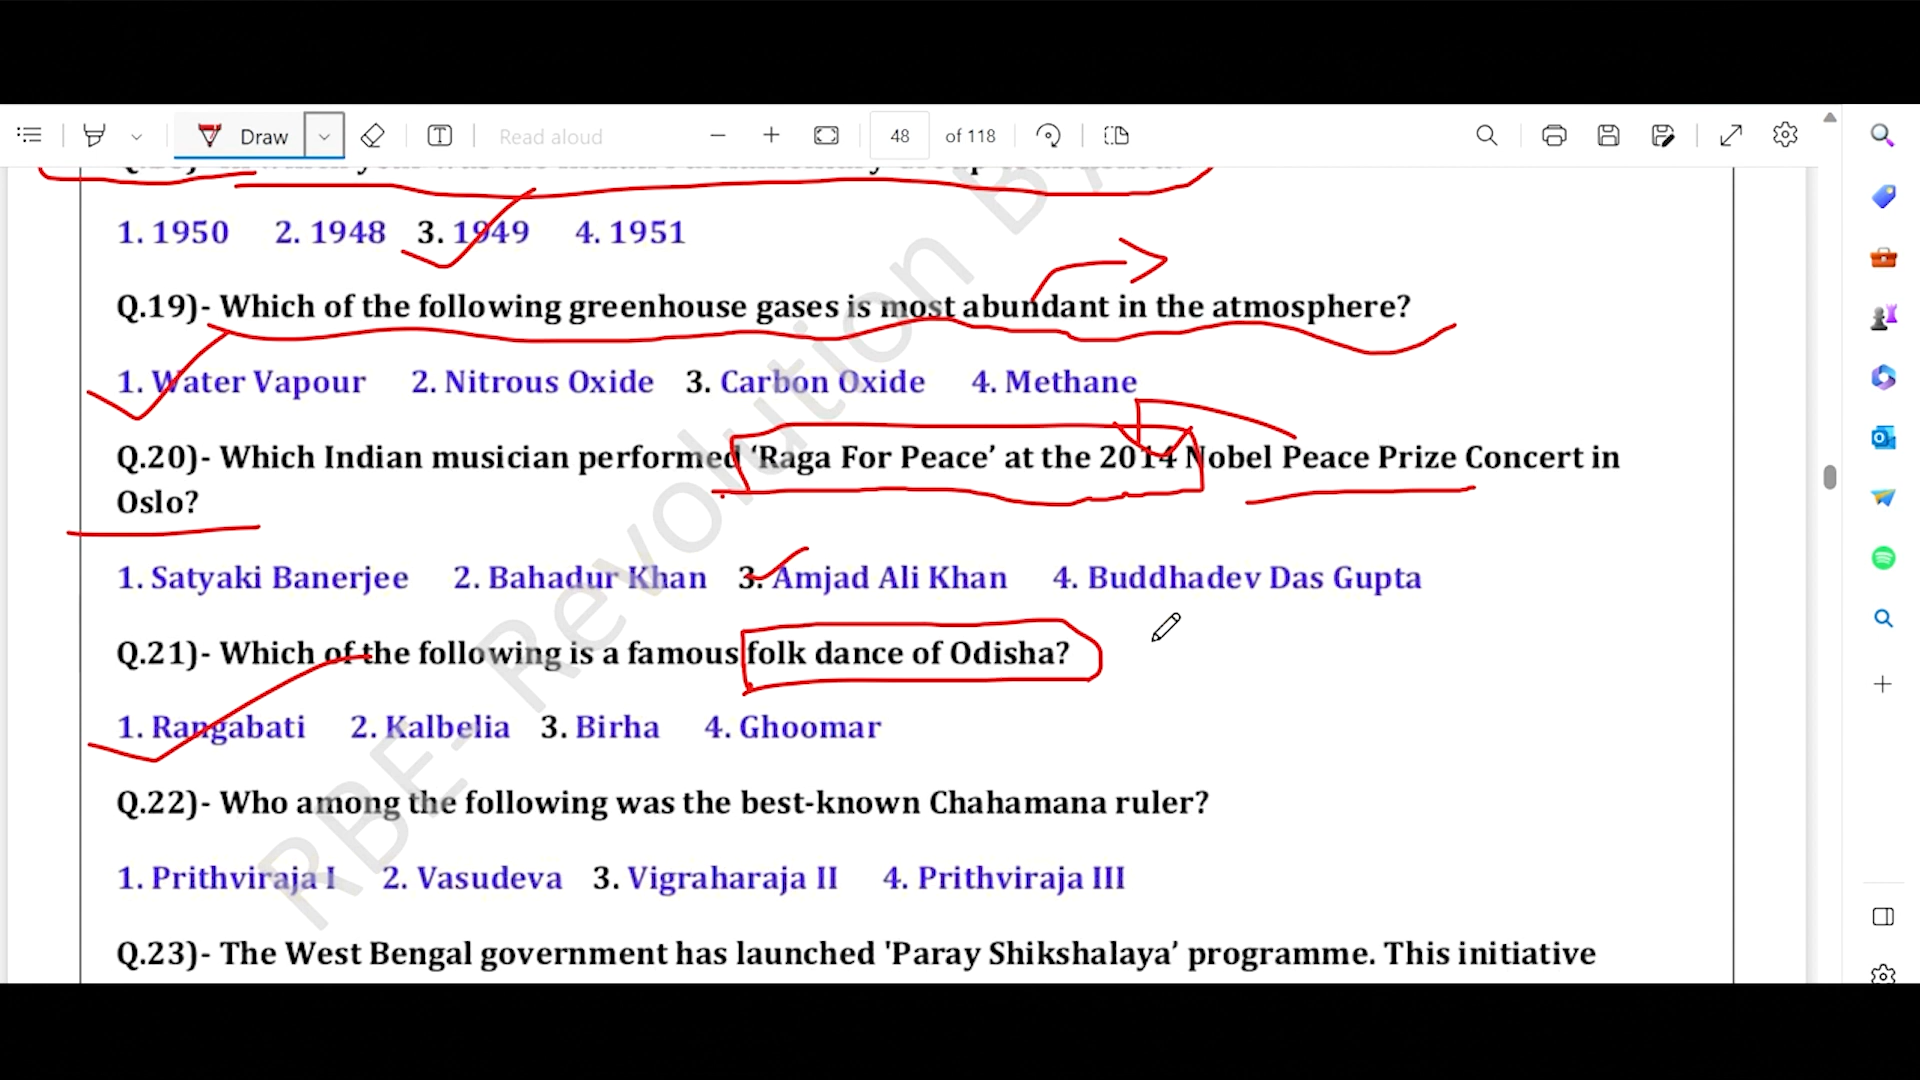 Draw
Read aloud
48 of 118
1. 1950 2. 1948 3. 1949 4. 1951
Q.19)- Which of the following greenhouse gases is most abundant in the atmosphere?
1. Water Vapour 2. Nitrous Oxide 3. Carbon Oxide 4. Methane
Q.20)- Which Indian musician performed ‘Raga For Peace’ at the 2014 Nobel Peace Prize Concert in
Oslo?
1. Satyaki Banerjee 2. Bahadur Khan 3. Amjad Ali Khan 4. Buddhadev Das Gupta
Q.21)- Which of the following is a famous folk dance of Odisha?
1. Rangabati 2. Kalbelia 3. Birha 4. Ghoomar
Q.22)- Who among the following was the best-known Chahamana ruler?
1. Prithviraja I 2. Vasudeva 3. Vigraharaja II 4. Prithviraja III
Q.23)- The West Bengal government has launched 'Paray Shikshalaya’ programme. This initiative
RBE- Revolution B